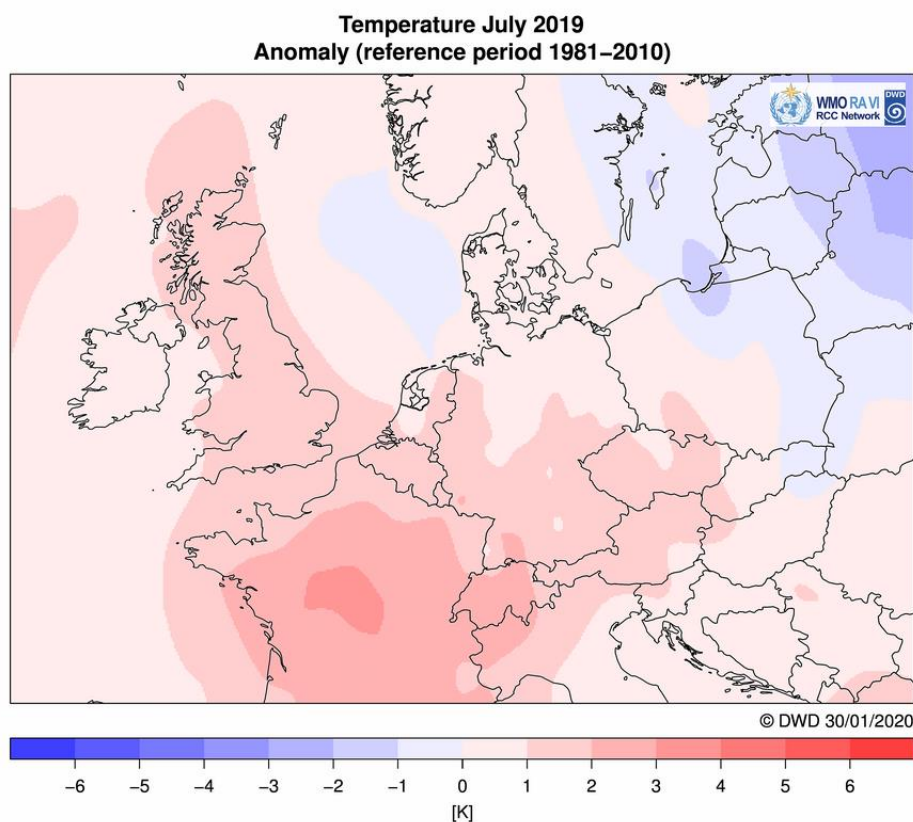 Temperature July 2019
Anomaly (reference period 1981−2010)
WMO RA VI
RCC Network
DWD
© DWD 30/01/2020
−6 −5 −4 −3 −2 −1 0 1 2 3 4 5 6
[K]